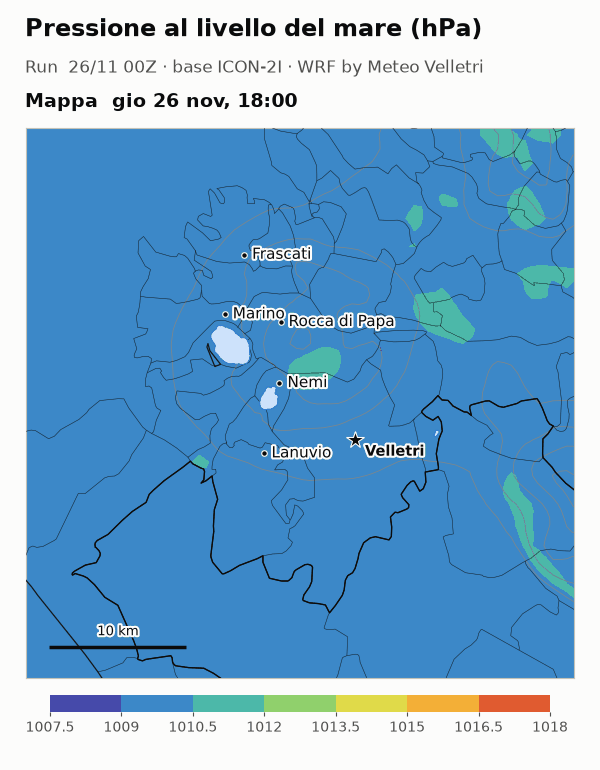 Pressione al livello del mare (hPa)
Run  26/11 00Z · base ICON-2I · WRF by Meteo Velletri
Mappa  gio 26 nov, 18:00
Frascati
Marino
Rocca di Papa
Nemi
Velletri
Lanuvio
10 km
1007.5 1009 1010.5 1012 1013.5 1015 1016.5 1018